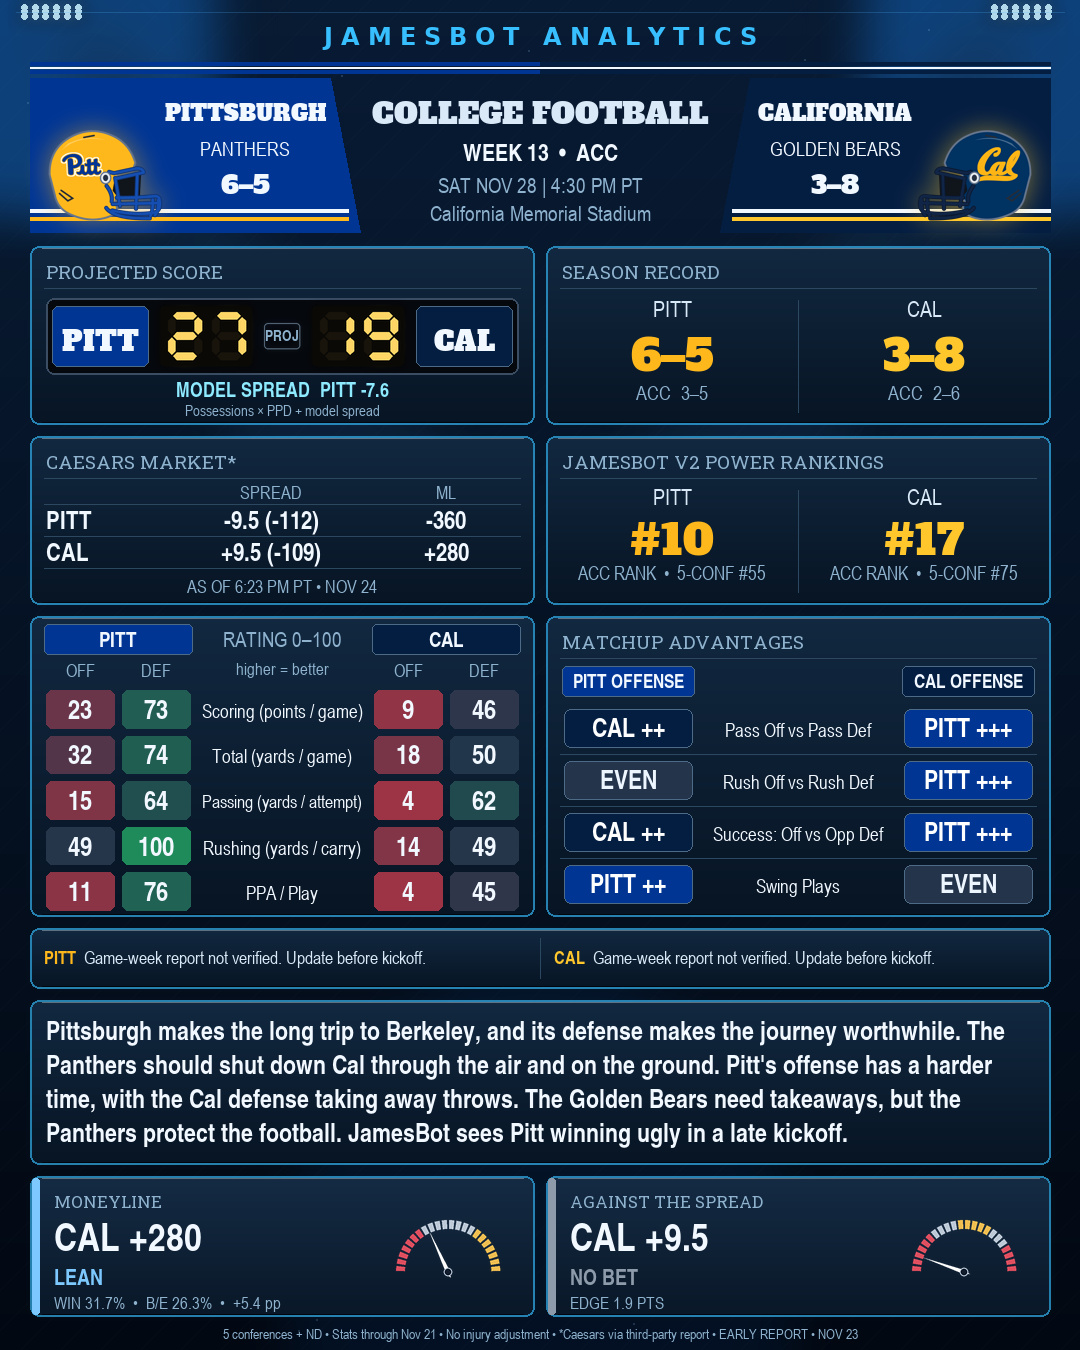 JAMESBOT ANALYTICS
PITTSBURGH
PANTHERS
6–5
Pitt
COLLEGE FOOTBALL
WEEK 13 • ACC
SAT NOV 28 | 4:30 PM PT
California Memorial Stadium
CALIFORNIA
GOLDEN BEARS
3–8
Cal
PROJECTED SCORE
PITT 27 PROJ 19 CAL
MODEL SPREAD PITT -7.6
Possessions × PPD + model spread
SEASON RECORD
PITT CAL
6–5 3–8
ACC 3–5 ACC 2–6
CAESARS MARKET*
SPREAD ML
PITT -9.5 (-112) -360
CAL +9.5 (-109) +280
AS OF 6:23 PM PT • NOV 24
JAMESBOT V2 POWER RANKINGS
PITT CAL
#10 #17
ACC RANK • 5-CONF #55 ACC RANK • 5-CONF #75
PITT RATING 0–100 CAL
OFF DEF higher = better OFF DEF
23 73 Scoring (points / game) 9 46
32 74 Total (yards / game) 18 50
15 64 Passing (yards / attempt) 4 62
49 100 Rushing (yards / carry) 14 49
11 76 PPA / Play 4 45
MATCHUP ADVANTAGES
PITT OFFENSE CAL OFFENSE
CAL ++ Pass Off vs Pass Def PITT +++
EVEN Rush Off vs Rush Def PITT +++
CAL ++ Success: Off vs Opp Def PITT +++
PITT ++ Swing Plays EVEN
PITT Game-week report not verified. Update before kickoff.
CAL Game-week report not verified. Update before kickoff.
Pittsburgh makes the long trip to Berkeley, and its defense makes the journey worthwhile. The
Panthers should shut down Cal through the air and on the ground. Pitt's offense has a harder
time, with the Cal defense taking away throws. The Golden Bears need takeaways, but the
Panthers protect the football. JamesBot sees Pitt winning ugly in a late kickoff.
MONEYLINE
CAL +280
LEAN
WIN 31.7% • B/E 26.3% • +5.4 pp
AGAINST THE SPREAD
CAL +9.5
NO BET
EDGE 1.9 PTS
5 conferences + ND • Stats through Nov 21 • No injury adjustment • *Caesars via third-party report • EARLY REPORT • NOV 23